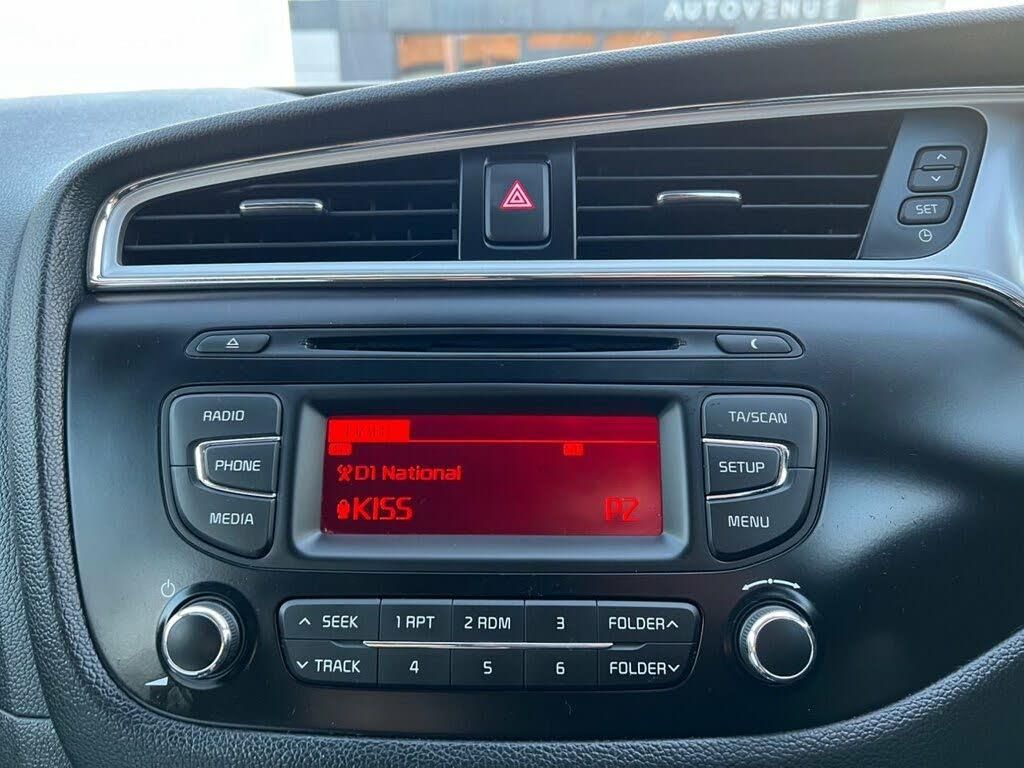 AUTOVENUE
SET
RADIO
TA/SCAN
PHONE
D1 National
SETUP
MEDIA
KISS
P2
MENU
SEEK
1 RPT
2 RDM
3
FOLDER
TRACK
4
5
6
FOLDER